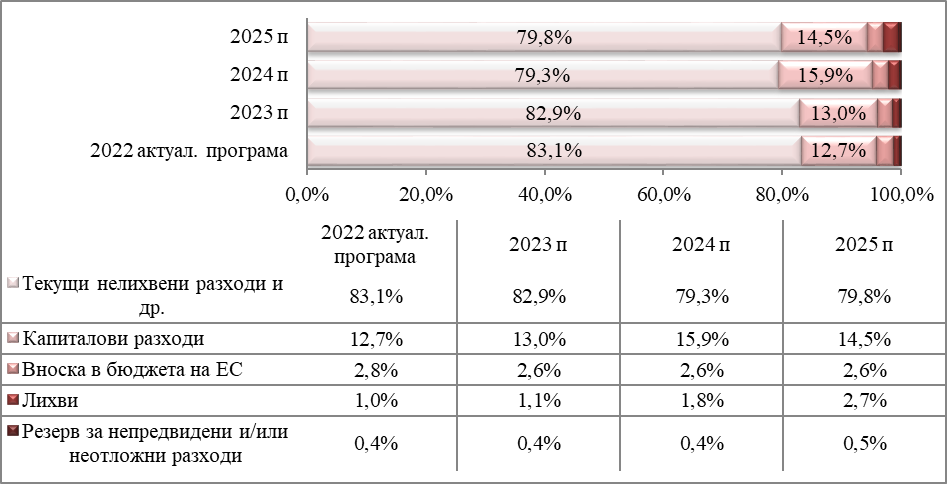 2025 п 79,8% 14,5%
2024 п 79,3% 15,9%
2023 п 82,9% 13,0%
2022 актуал. програма 83,1% 12,7%
0,0% 20,0% 40,0% 60,0% 80,0% 100,0%
2022 актуал.
програма
2023 п 2024 п 2025 п
Текущи нелихвени разходи и
др.
83,1% 82,9% 79,3% 79,8%
Капиталови разходи 12,7% 13,0% 15,9% 14,5%
Вноска в бюджета на ЕС 2,8% 2,6% 2,6% 2,6%
Лихви 1,0% 1,1% 1,8% 2,7%
Резерв за непредвидени и/или
неотложни разходи
0,4% 0,4% 0,4% 0,5%